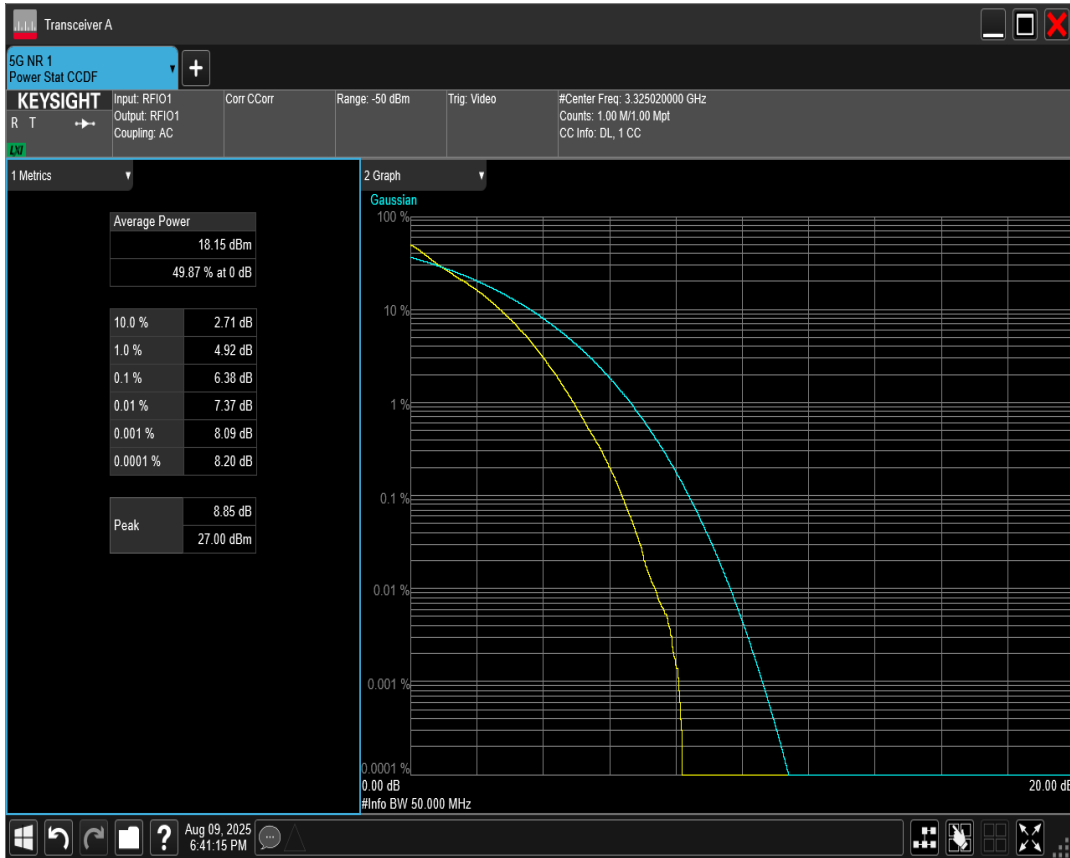 Transceiver A
5G NR 1
Power Stat CCDF
KEYSIGHT
R T
LXI
Input: RFIO1
Output: RFIO1
Coupling: AC
Corr CCorr
Range: -50 dBm
Trig: Video
#Center Freq: 3.325020000 GHz
Counts: 1.00 M/1.00 Mpt
CC Info: DL, 1 CC
1 Metrics
Average Power
18.15 dBm
49.87 % at 0 dB
10.0 % 2.71 dB
1.0 % 4.92 dB
0.1 % 6.38 dB
0.01 % 7.37 dB
0.001 % 8.09 dB
0.0001 % 8.20 dB
Peak
8.85 dB
27.00 dBm
2 Graph
Gaussian
100 %
10 %
1 %
0.1 %
0.01 %
0.001 %
0.0001 %
0.00 dB
20.00 dB
#Info BW 50.000 MHz
?
Aug 09, 2025
6:41:15 PM